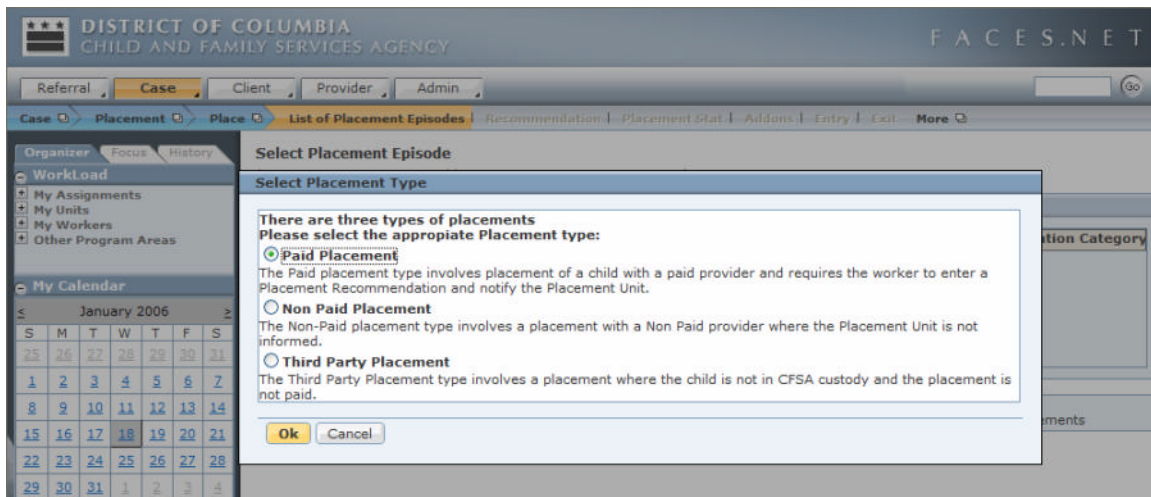 DISTRICT OF COLUMBIA
CHILD AND FAMILY SERVICES AGENCY
FACES.NET
Referral Case Client Provider Admin Go
Case Placement Place List of Placement Episodes Recommendation Placement Stat Addons Entry Exit More
Organizer Focus History
WorkLoad
My Assignments
My Units
My Workers
Other Program Areas
My Calendar
< January 2006 >
S M T W T F S
25 26 27 28 29 30 31
1 2 3 4 5 6 7
8 9 10 11 12 13 14
15 16 17 18 19 20 21
22 23 24 25 26 27 28
29 30 31 1 2 3 4
Select Placement Episode
Select Placement Type
There are three types of placements
Please select the appropiate Placement type:
Paid Placement
The Paid placement type involves placement of a child with a paid provider and requires the worker to enter a
Placement Recommendation and notify the Placement Unit.
Non Paid Placement
The Non-Paid placement type involves a placement with a Non Paid provider where the Placement Unit is not
informed.
Third Party Placement
The Third Party Placement type involves a placement where the child is not in CFSA custody and the placement is
not paid.
Ok Cancel
Category